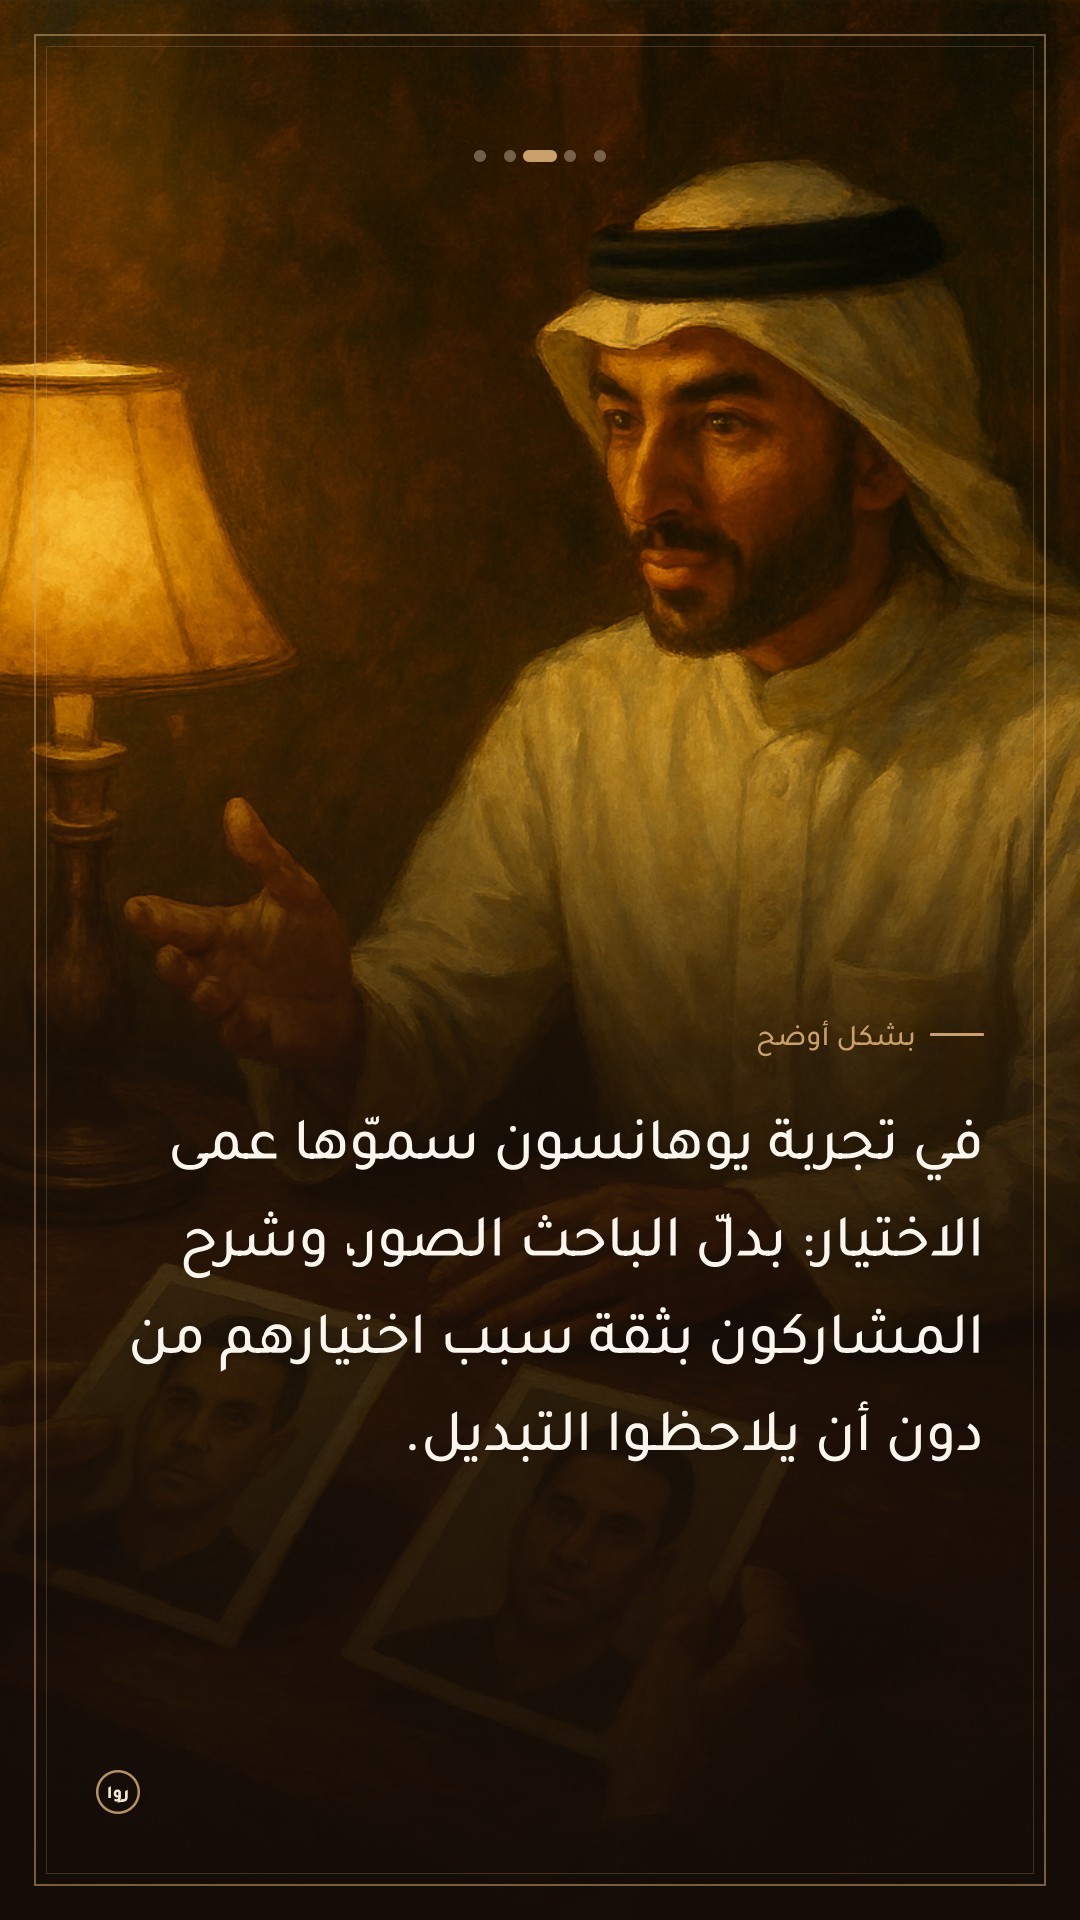 بشكل أوضح
في تجربة يوهانسون سموّها عمى
الاختيار: بدلّ الباحث الصور، وشرح
المشاركون بثقة سبب اختيارهم من
دون أن يلاحظوا التبديل.
روا